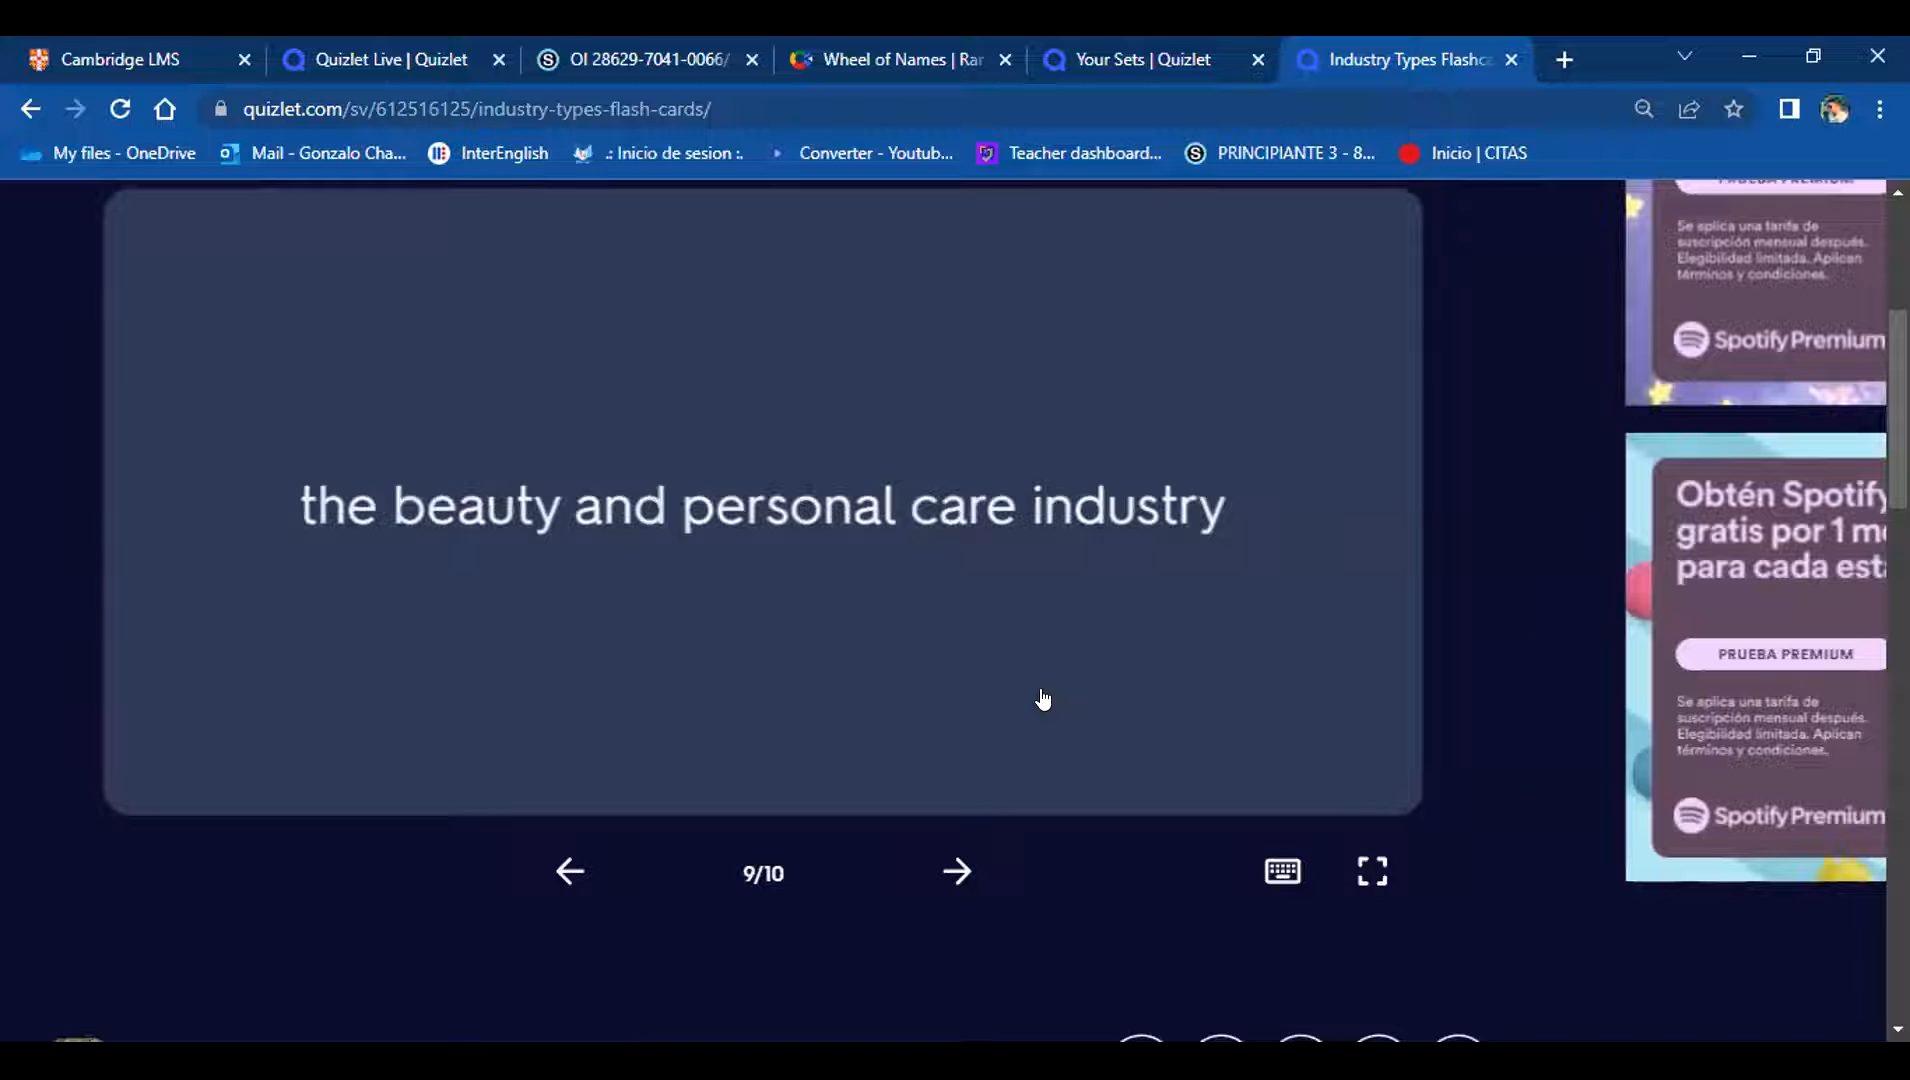 Cambridge LMS
Quizlet Live | Quizlet
OI 28629-7041-0066/
Wheel of Names | Rar
Your Sets | Quizlet
Industry Types Flashc
quizlet.com/sv/612516125/industry-types-flash-cards/
My files - OneDrive
Mail - Gonzalo Cha...
InterEnglish
.: Inicio de sesion :.
Converter - Youtub...
Teacher dashboard...
PRINCIPIANTE 3 - 8...
Inicio | CITAS
the beauty and personal care industry
9/10
PRUEBA PREMIUM
Se aplica una tarifa de
suscripción mensual después.
Elegibilidad limitada. Aplican
términos y condiciones.
Spotify Premium
Obtén Spotify
gratis por 1 m
para cada est
PRUEBA PREMIUM
Se aplica una tarifa de
suscripción mensual después.
Elegibilidad limitada. Aplican
términos y condiciones.
Spotify Premium